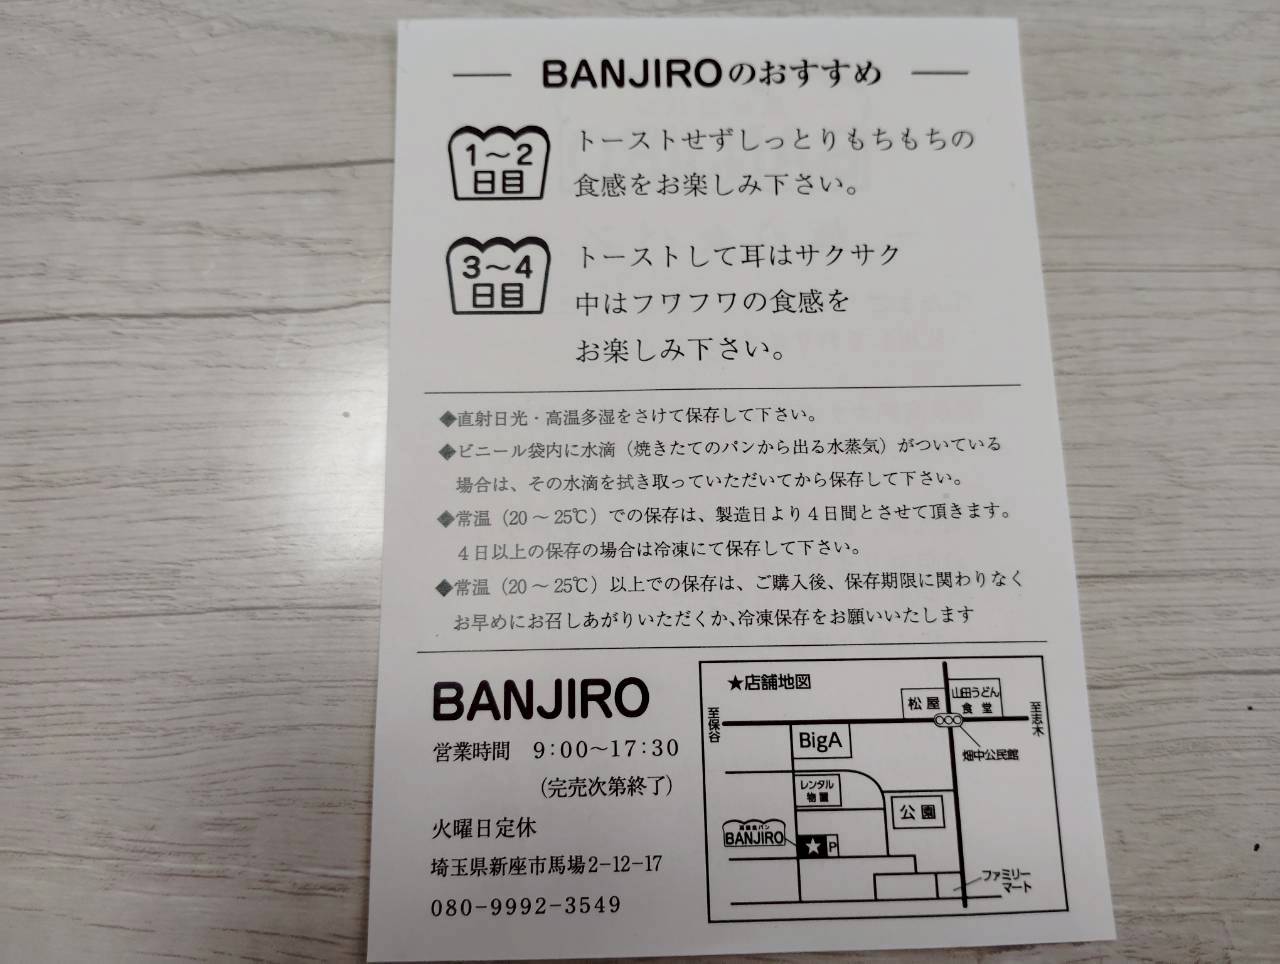 BANJIROのおすすめ
1〜2
日目
トーストせずしっとりもちもちの
食感をお楽しみ下さい。
3〜4
日目
トーストして耳はサクサク
中はフワフワの食感を
お楽しみ下さい。
◆直射日光・高温多湿をさけて保存して下さい。
◆ビニール袋内に水滴（焼きたてのパンから出る水蒸気）がついている
場合は、その水滴を拭き取っていただいてから保存して下さい。
◆常温（20〜25℃）での保存は、製造日より4日間とさせて頂きます。
4日以上の保存の場合は冷凍にて保存して下さい。
◆常温（20〜25℃）以上での保存は、ご購入後、保存期限に関わりなく
お早めにお召しあがりいただくか、冷凍保存をお願いいたします
BANJIRO
営業時間 9:00〜17:30
（完売次第終了）
火曜日定休
埼玉県新座市馬場2-12-17
080-9992-3549
★店舗地図
至保谷
松屋
山田うどん
食堂
至志木
畑中公民館
BigA
レンタル
物置
公園
BANJIRO
★
P
ファミリー
マート